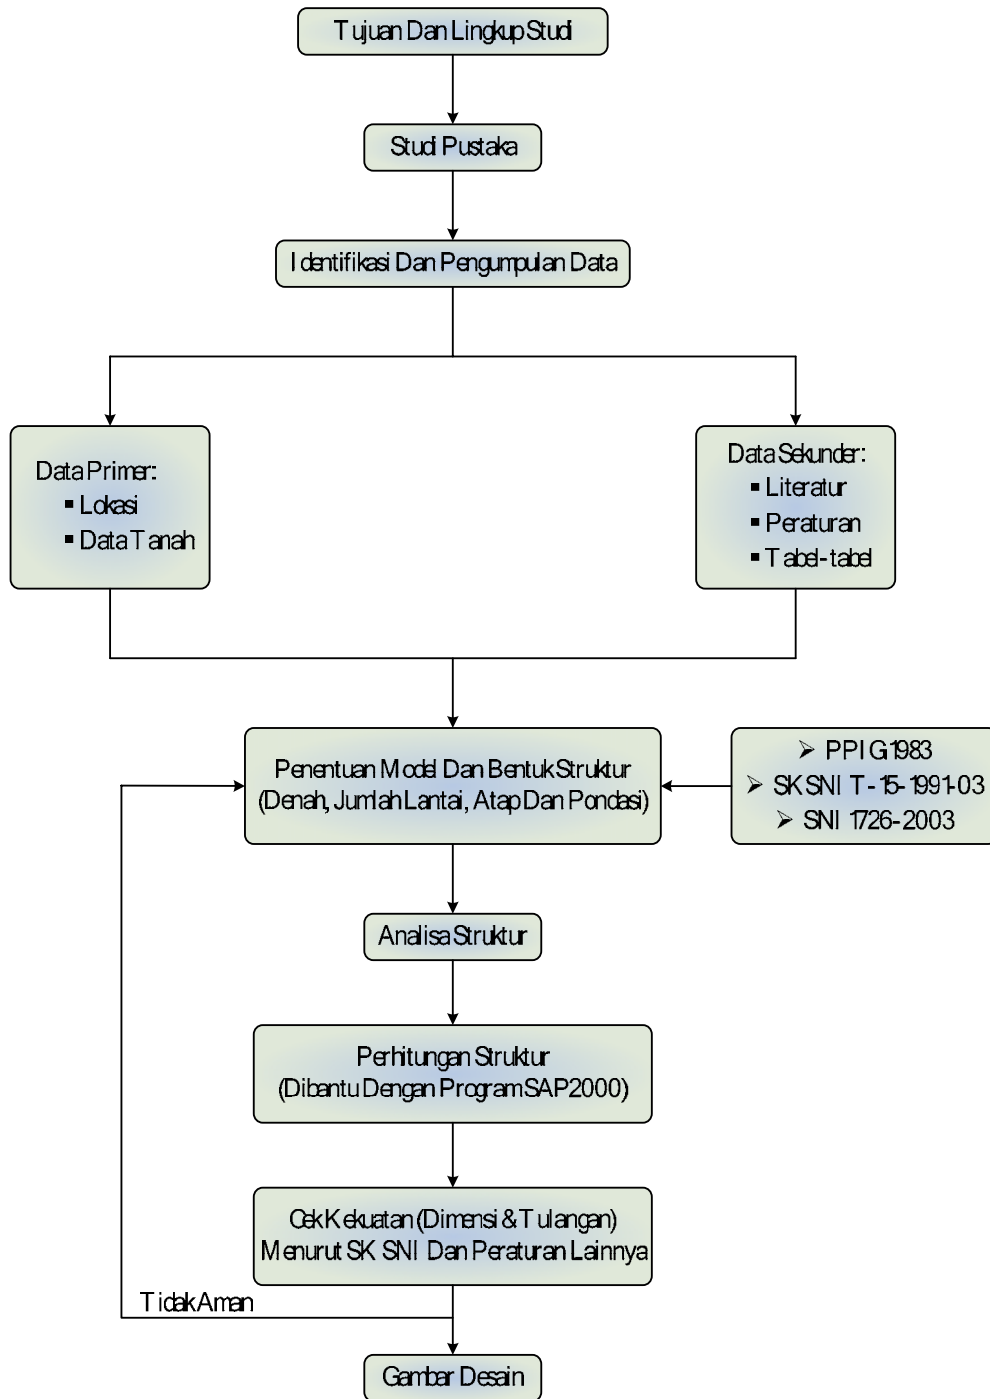 Tujuan Dan Lingkup Studi
Studi Pustaka
Identifikasi Dan Pengumpulan Data
Data Primer:
▪ Lokasi
▪ Data Tanah
Data Sekunder:
▪ Literatur
▪ Peraturan
▪ Tabel-tabel
Penentuan Model Dan Bentuk Struktur
(Denah, Jumlah Lantai, Atap Dan Pondasi)
➢ PPIG 1983
➢ SK SNI T-15-1991-03
➢ SNI 1726-2003
Analisa Struktur
Perhitungan Struktur
(Dibantu Dengan Program SAP2000)
Cek Kekuatan (Dimensi & Tulangan)
Menurut SK SNI Dan Peraturan Lainnya
Tidak Aman
Gambar Desain